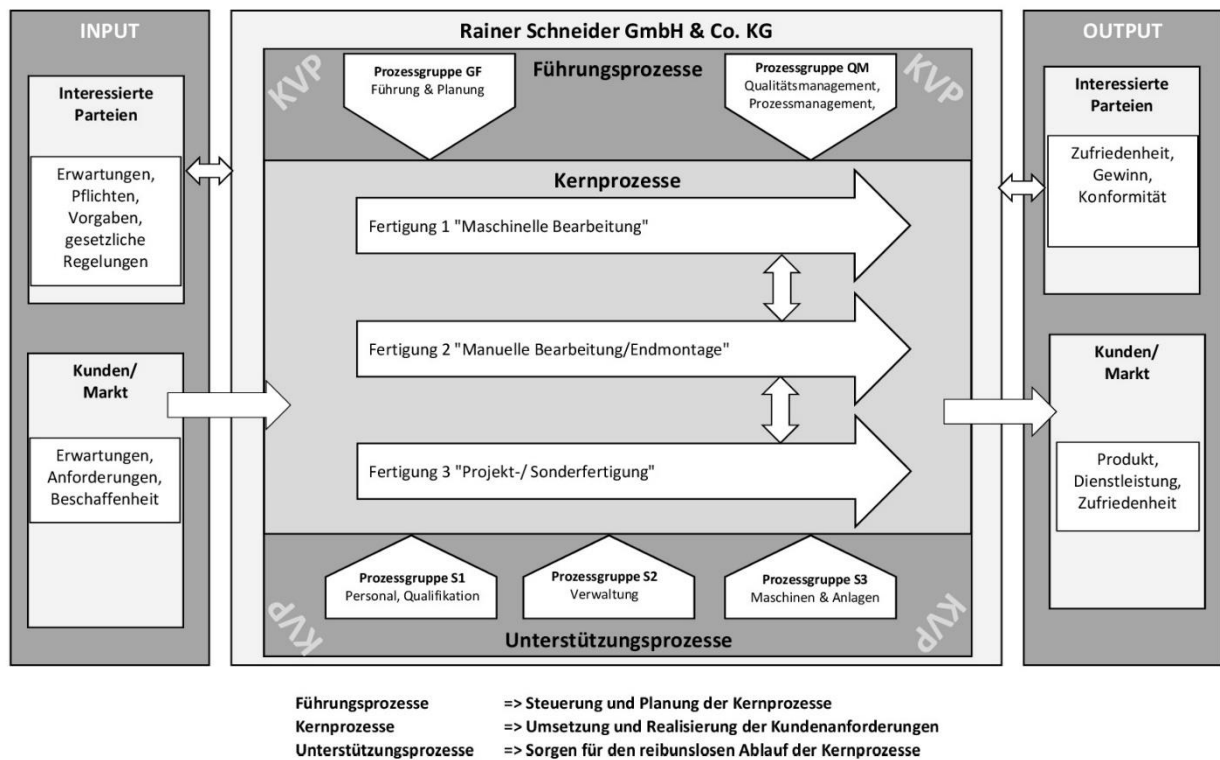 INPUT
Interessierte
Parteien
Erwartungen,
Pflichten,
Vorgaben,
gesetzliche
Regelungen
Kunden/
Markt
Erwartungen,
Anforderungen,
Beschaffenheit
Rainer Schneider GmbH & Co. KG
KVP
Prozessgruppe GF
Führung & Planung
Führungsprozesse
Prozessgruppe QM
Qualitätsmanagement,
Prozessmanagement,
KVP
Kernprozesse
Fertigung 1 "Maschinelle Bearbeitung"
Fertigung 2 "Manuelle Bearbeitung/Endmontage"
Fertigung 3 "Projekt-/ Sonderfertigung"
KVP
Prozessgruppe S1
Personal, Qualifikation
Prozessgruppe S2
Verwaltung
Prozessgruppe S3
Maschinen & Anlagen
KVP
Unterstützungsprozesse
OUTPUT
Interessierte
Parteien
Zufriedenheit,
Gewinn,
Konformität
Kunden/
Markt
Produkt,
Dienstleistung,
Zufriedenheit
Führungsprozesse => Steuerung und Planung der Kernprozesse
Kernprozesse => Umsetzung und Realisierung der Kundenanforderungen
Unterstützungsprozesse => Sorgen für den reibunslosen Ablauf der Kernprozesse